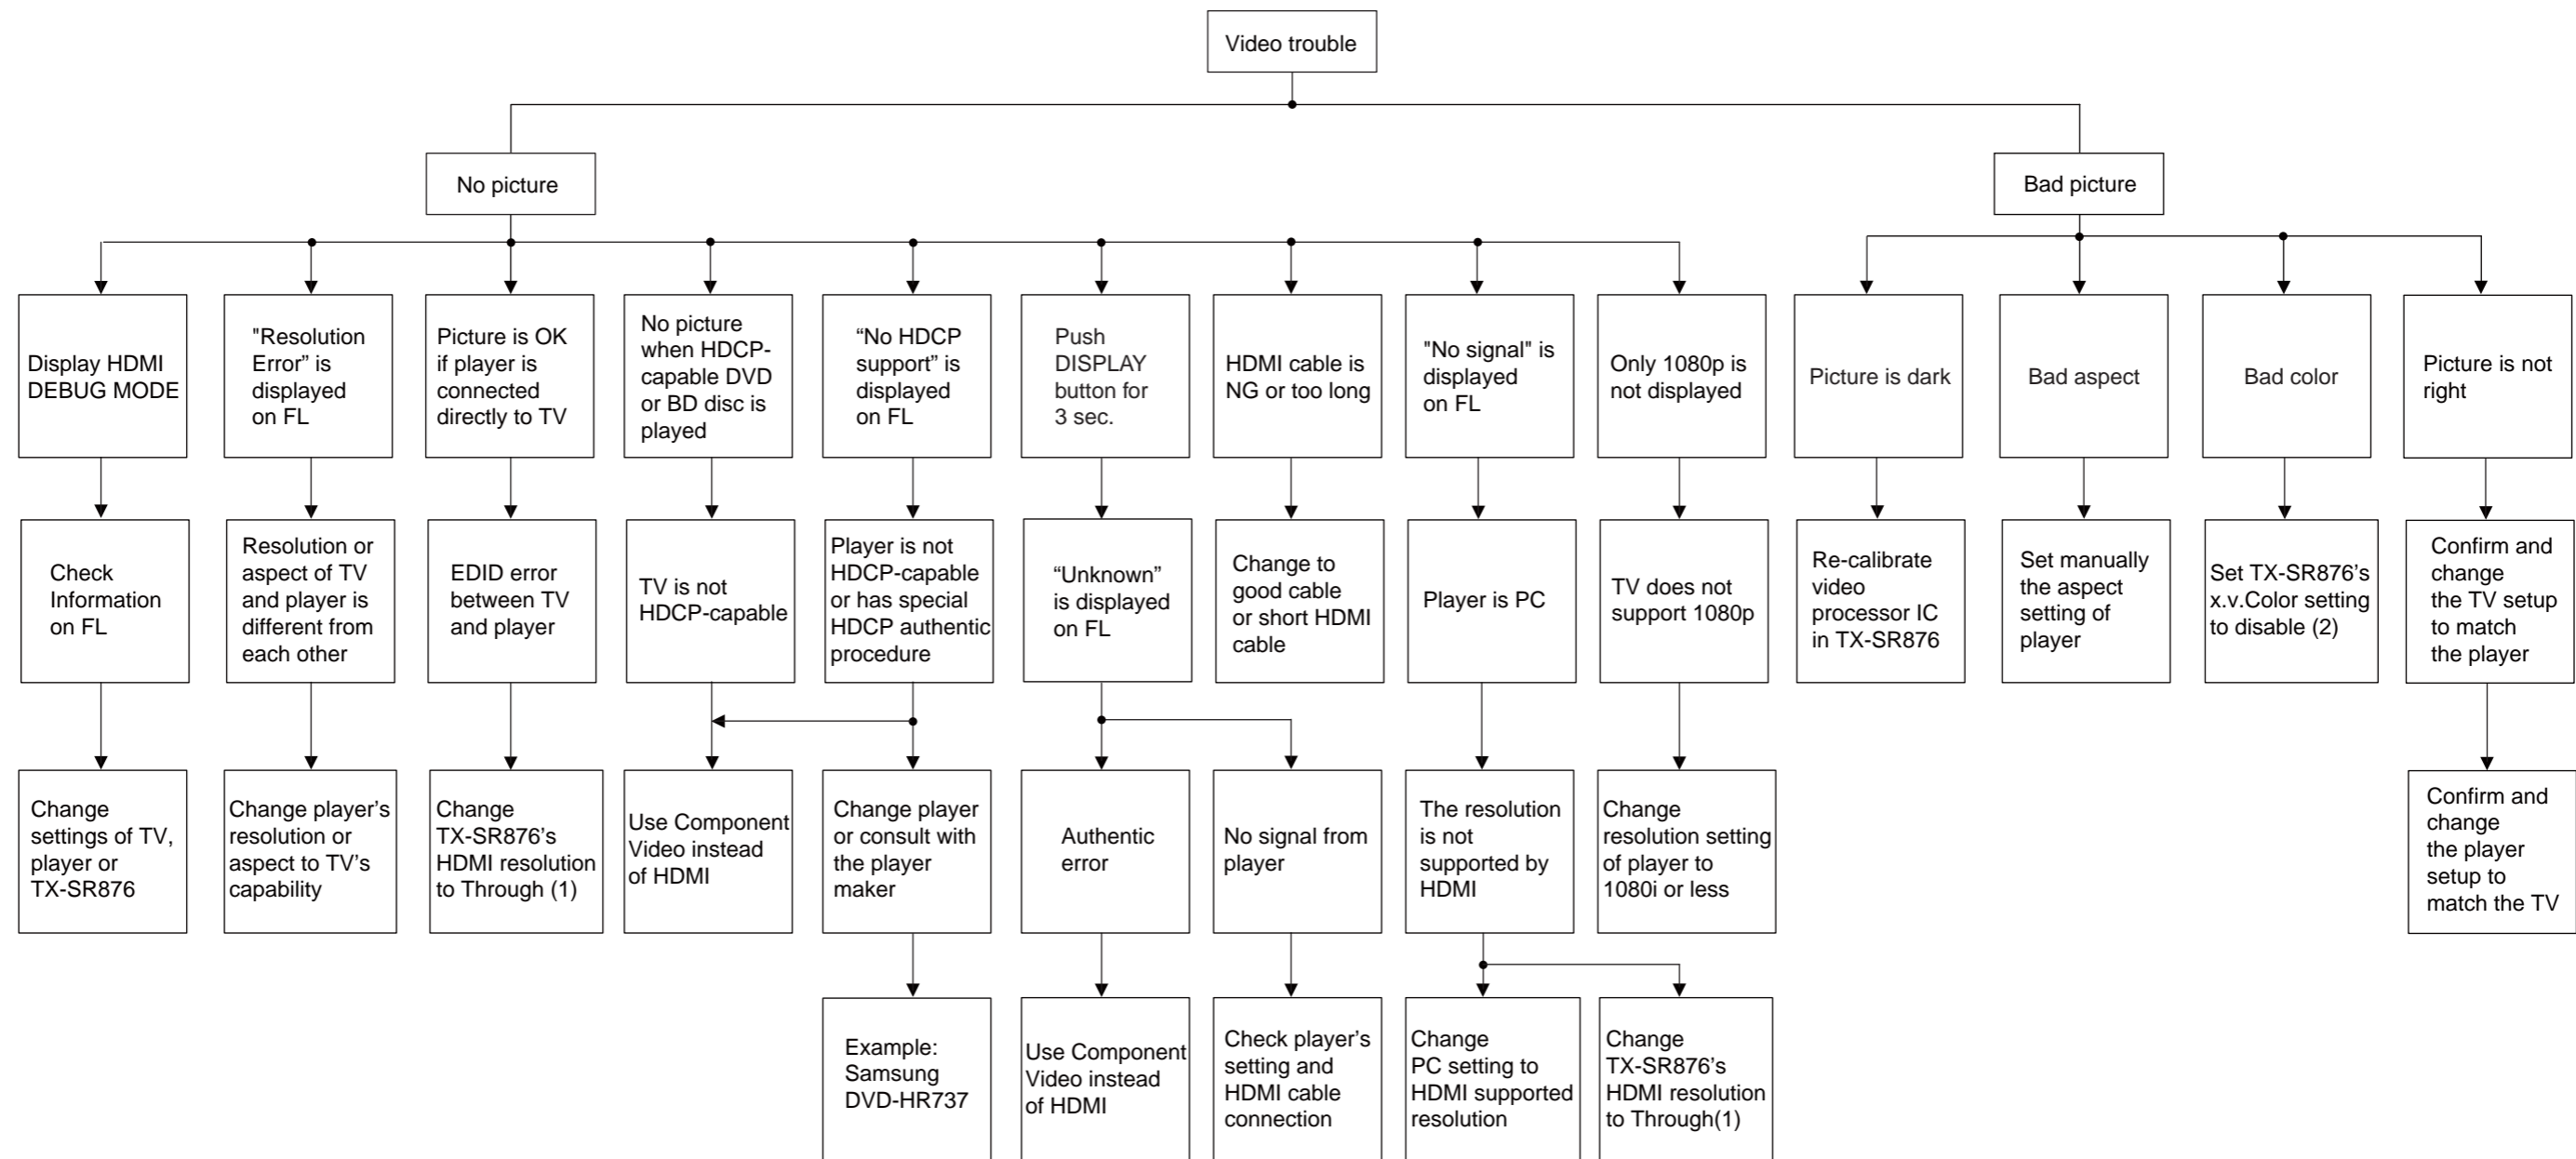 Video trouble
No picture
Bad picture
Display HDMI
DEBUG MODE
"Resolution
Error” is
displayed
on FL
Picture is OK
if player is
connected
directly to TV
No picture
when HDCP-
capable DVD
or BD disc is
played
“No HDCP
support” is
displayed
on FL
Push
DISPLAY
button for
3 sec.
HDMI cable is
NG or too long
"No signal" is
displayed
on FL
Only 1080p is
not displayed
Picture is dark
Bad aspect
Bad color
Picture is not
right
Check
Information
on FL
Resolution or
aspect of TV
and player is
different from
each other
EDID error
between TV
and player
TV is not
HDCP-capable
Player is not
HDCP-capable
or has special
HDCP authentic
procedure
“Unknown”
is displayed
on FL
Change to
good cable
or short HDMI
cable
Player is PC
TV does not
support 1080p
Re-calibrate
video
processor IC
in TX-SR876
Set manually
the aspect
setting of
player
Set TX-SR876’s
x.v.Color setting
to disable (2)
Confirm and
change
the TV setup
to match
the player
Change
settings of TV,
player or
TX-SR876
Change player’s
resolution or
aspect to TV’s
capability
Change
TX-SR876’s
HDMI resolution
to Through (1)
Use Component
Video instead
of HDMI
Change player
or consult with
the player
maker
Authentic
error
No signal from
player
The resolution
is not
supported by
HDMI
Change
resolution setting
of player to
1080i or less
Confirm and
change
the player
setup to
match the TV
Example:
Samsung
DVD-HR737
Use Component
Video instead
of HDMI
Check player’s
setting and
HDMI cable
connection
Change
PC setting to
HDMI supported
resolution
Change
TX-SR876’s
HDMI resolution
to Through(1)